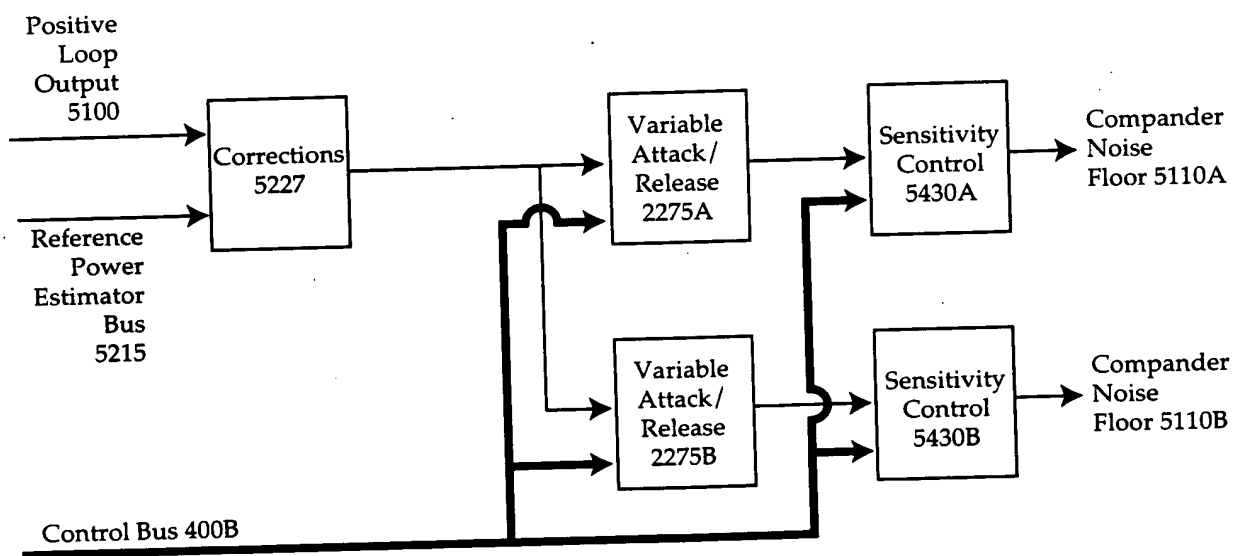 Positive
Loop
Output
5100
Corrections
5227
Reference
Power
Estimator
Bus
5215
Variable
Attack/
Release
2275A
Sensitivity
Control
5430A
Compander
Noise
Floor 5110A
Variable
Attack/
Release
2275B
Sensitivity
Control
5430B
Compander
Noise
Floor 5110B
Control Bus 400B